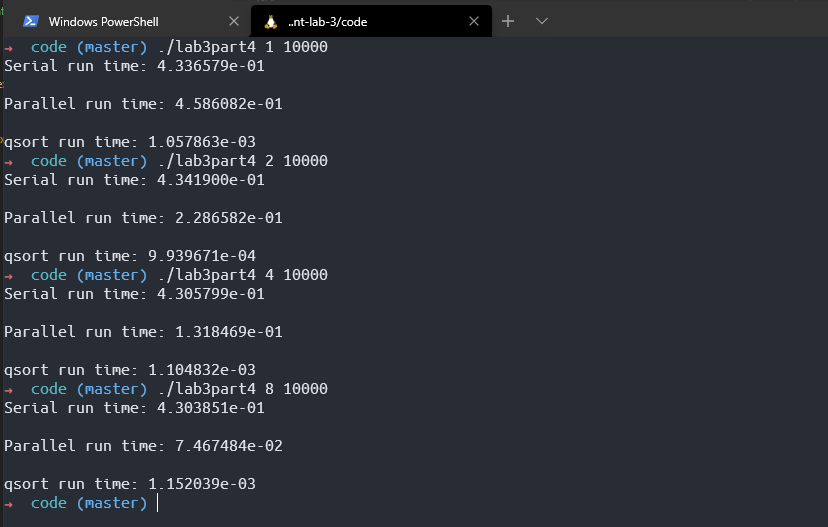 Windows PowerShell
..nt-lab-3/code
→ code (master) ./lab3part4 1 10000
Serial run time: 4.336579e-01
Parallel run time: 4.586082e-01
qsort run time: 1.057863e-03
→ code (master) ./lab3part4 2 10000
Serial run time: 4.341900e-01
Parallel run time: 2.286582e-01
qsort run time: 9.939671e-04
→ code (master) ./lab3part4 4 10000
Serial run time: 4.305799e-01
Parallel run time: 1.318469e-01
qsort run time: 1.104832e-03
→ code (master) ./lab3part4 8 10000
Serial run time: 4.303851e-01
Parallel run time: 7.467484e-02
qsort run time: 1.152039e-03
→ code (master)